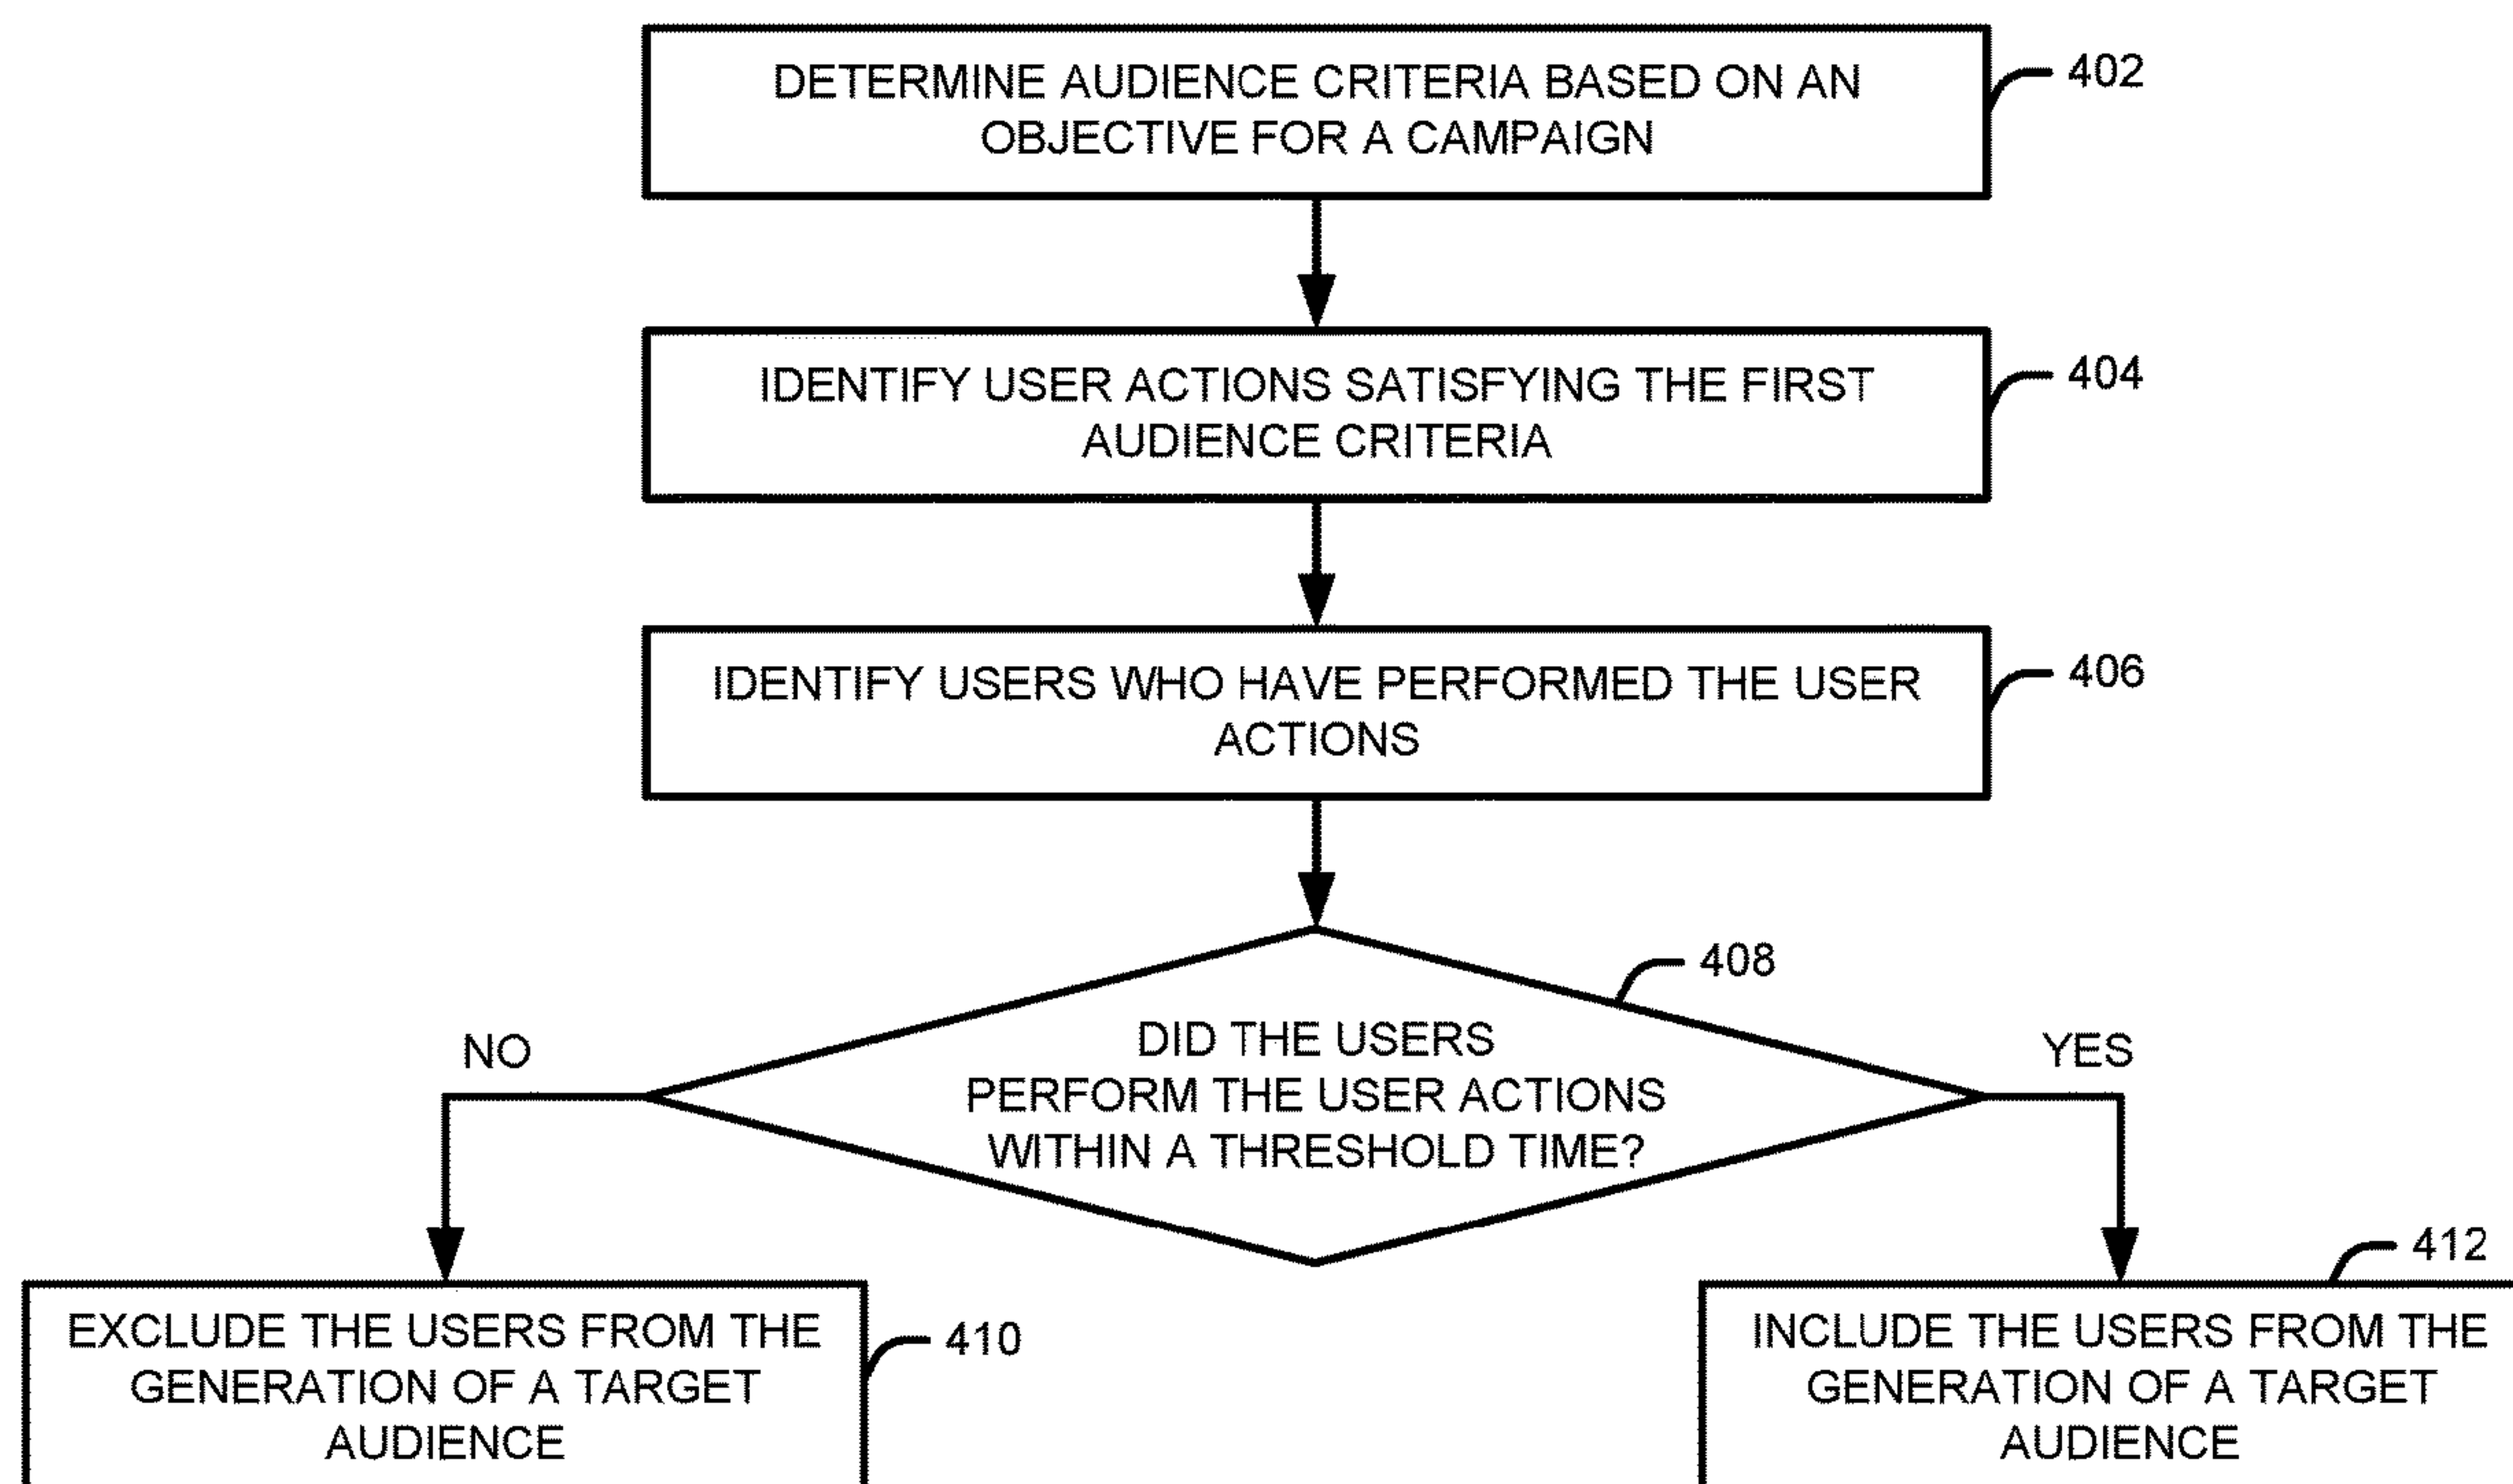 DETERMINE AUDIENCE CRITERIA BASED ON AN
OBJECTIVE FOR A CAMPAIGN
402
IDENTIFY USER ACTIONS SATISFYING THE FIRST
AUDIENCE CRITERIA
404
IDENTIFY USERS WHO HAVE PERFORMED THE USER
ACTIONS
406
408
DID THE USERS
PERFORM THE USER ACTIONS
WITHIN A THRESHOLD TIME?
NO
YES
EXCLUDE THE USERS FROM THE
GENERATION OF A TARGET
AUDIENCE
410
412
INCLUDE THE USERS FROM THE
GENERATION OF A TARGET
AUDIENCE